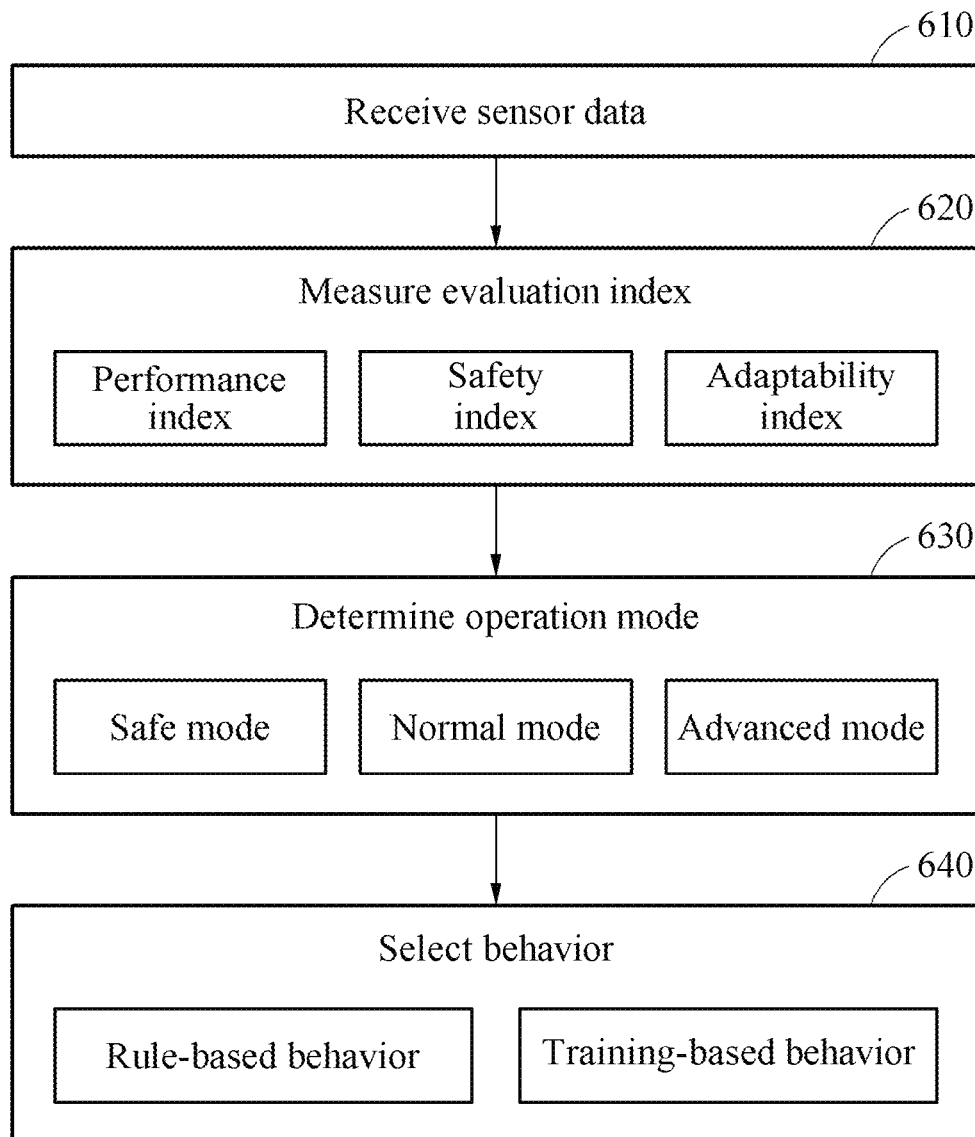 610
Receive sensor data
620
Measure evaluation index
Performance index
Safety index
Adaptability index
630
Determine operation mode
Safe mode
Normal mode
Advanced mode
640
Select behavior
Rule-based behavior
Training-based behavior